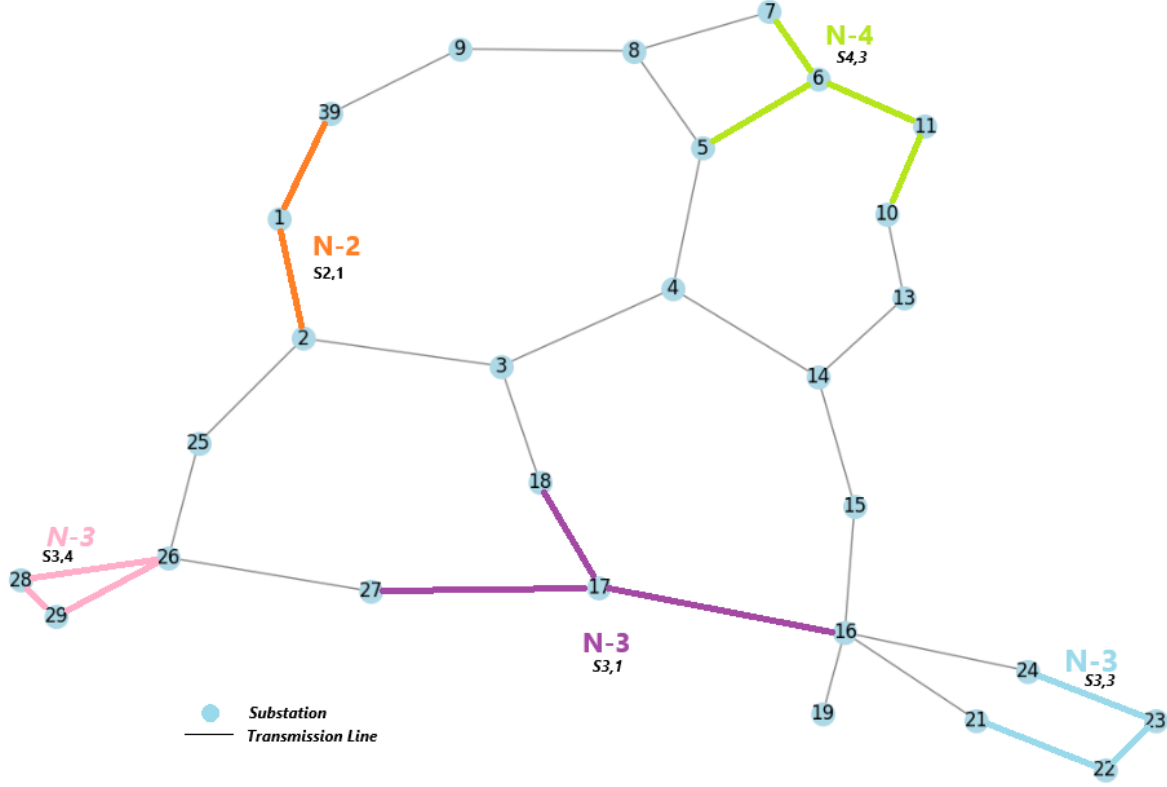 7
N-4
S4,3
9
8
6
39
11
5
1
10
N-2
S2,1
4
13
2
3
14
25
18
15
N-3
S3,4
26
28
27
17
29
16
N-3
S3,1
24
N-3
S3,3
19
21
23
22
Substation
Transmission Line